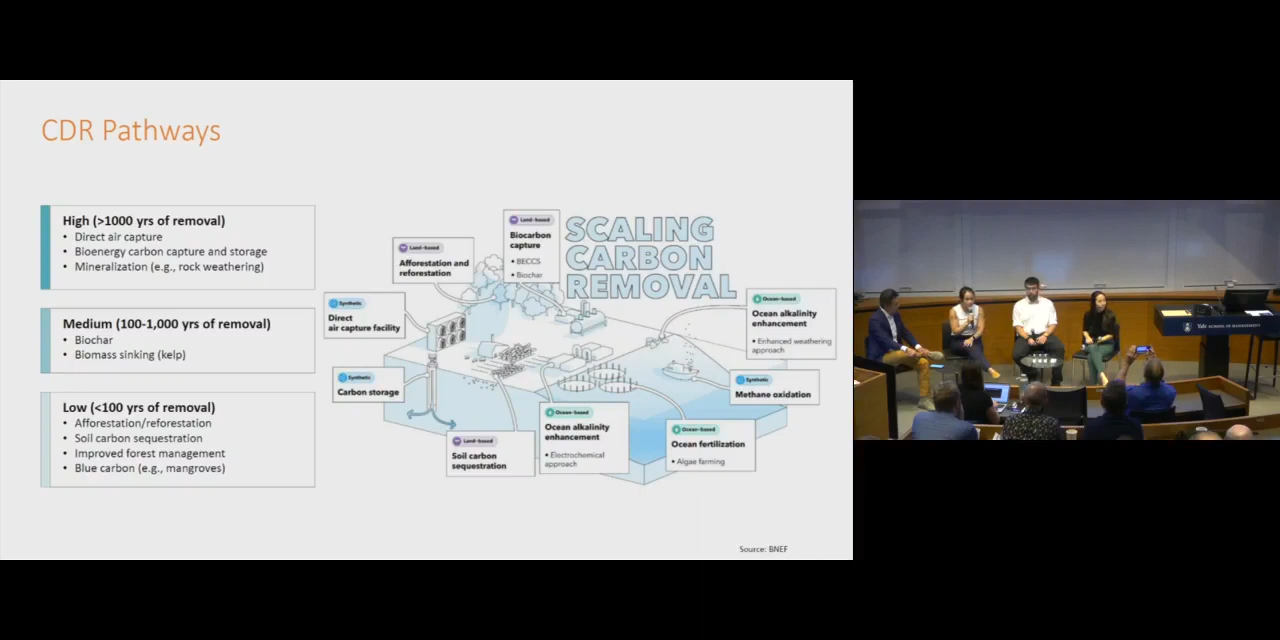 CDR Pathways
High (>1000 yrs of removal)
• Direct air capture
• Bioenergy carbon capture and storage
• Mineralization (e.g., rock weathering)
Medium (100-1,000 yrs of removal)
• Biochar
• Biomass sinking (kelp)
Low (<100 yrs of removal)
• Afforestation/reforestation
• Soil carbon sequestration
• Improved forest management
• Blue carbon (e.g., mangroves)
SCALING
CARBON
REMOVAL
Land-based
Biocarbon
capture
• BECCS
• Biochar
Land-based
Afforestation and
reforestation
Synthetic
Direct
air capture facility
Synthetic
Carbon storage
Land-based
Soil carbon
sequestration
Ocean-based
Ocean alkalinity
enhancement
• Electrochemical
approach
Ocean-based
Ocean fertilization
• Algae farming
Synthetic
Methane oxidation
Ocean-based
Ocean alkalinity
enhancement
• Enhanced weathering
approach
Source: BNEF
Yale SCHOOL OF MANAGEMENT